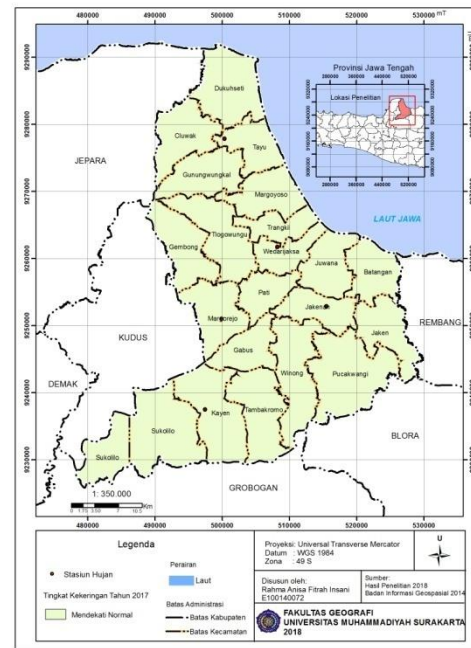 480000 490000 500000 510000 520000 530000 mT
9290000
9280000
9270000
9260000
9250000
9240000
9230000
Provinsi Jawa Tengah
Lokasi Penelitian
Dukuhseti
Cluwak
Tayu
JEPARA
Gunungwungkal
Margoyoso
LAUT JAWA
Tlogowungu
Trangkil
Wedarijaksa
Gembong
Juwana
Batangan
Pati
Jakenan
REMBANG
Margorejo
KUDUS
Jaken
Gabus
DEMAK
Winong
Pucakwangi
Kayen
Tambakromo
Sukolilo
BLORA
Sukolilo
GROBOGAN
1: 350.000
Km
480000 490000 500000 510000 520000 530000
Legenda
Stasiun Hujan
Tingkat Kekeringan Tahun 2017
Mendekati Normal
Perairan
Laut
Batas Administrasi
Batas Kabupaten
Batas Kecamatan
Proyeksi: Universal Transverse Mercator
Datum : WGS 1984
Zona : 49 S
U
Disusun oleh:
Rahma Anisa Fitrah Insani
E100140072
Sumber:
Hasil Penelitian 2018
Badan Informasi Geospasial 2014
FAKULTAS GEOGRAFI
UNIVERSITAS MUHAMMADIYAH SURAKARTA
2018